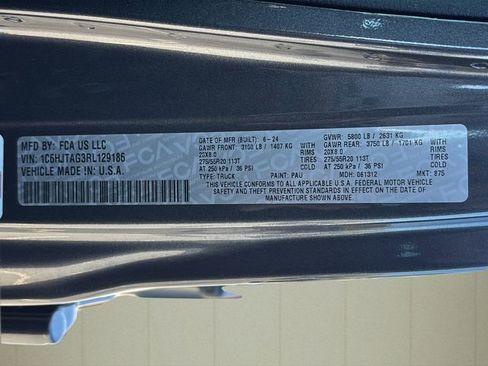 MFD BY: FCA US LLC
VIN: 1C6HJTAG3RL129186
VEHICLE MADE IN: U.S.A.
DATE OF MFR (BUILT): 6-24 GVWR: 5800 LB / 2631 KG
GAWR FRONT: 3150 LB / 1407 KG WITH GAWR REAR: 3750 LB / 1701 KG WITH
20X8.0 RIMS 20X8.0 RIMS
275/55R20 113T TIRES 275/55R20 113T TIRES
AT 250 kPa / 36 PSI AT 250 kPa / 36 PSI
TYPE: TRUCK PAINT: PAU MDH: 061312 MKT: 875
THIS VEHICLE CONFORMS TO ALL APPLICABLE U.S.A. FEDERAL MOTOR VEHICLE
SAFETY AND THEFT PREVENTION STANDARDS IN EFFECT ON THE DATE OF
MANUFACTURE SHOWN ABOVE.